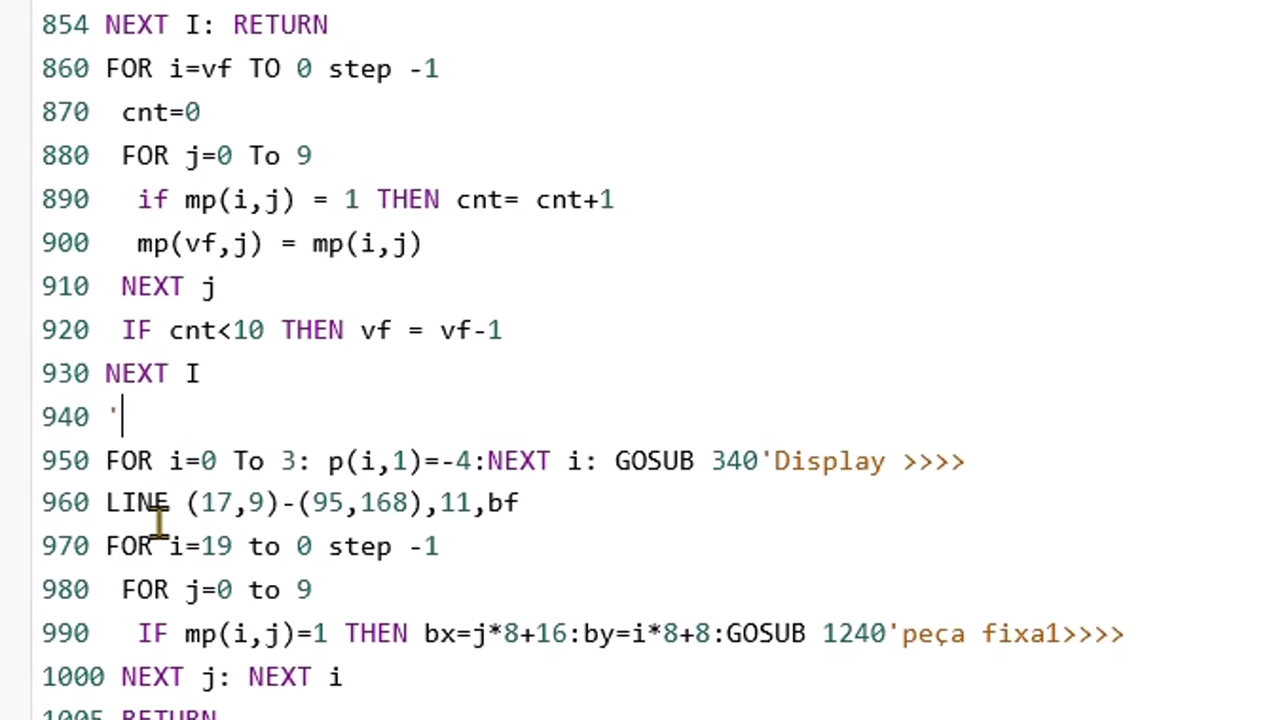 854 NEXT I: RETURN
860 FOR i=vf TO 0 step -1
870 cnt=0
880 FOR j=0 To 9
890 if mp(i,j) = 1 THEN cnt= cnt+1
900 mp(vf,j) = mp(i,j)
910 NEXT j
920 IF cnt<10 THEN vf = vf-1
930 NEXT I
940 '
950 FOR i=0 To 3: p(i,1)=-4:NEXT i: GOSUB 340'Display >>>>
960 LINE (17,9)-(95,168),11,bf
970 FOR i=19 to 0 step -1
980 FOR j=0 to 9
990 IF mp(i,j)=1 THEN bx=j*8+16:by=i*8+8:GOSUB 1240'peça fixa1>>>>
1000 NEXT j: NEXT i
1005 RETURN